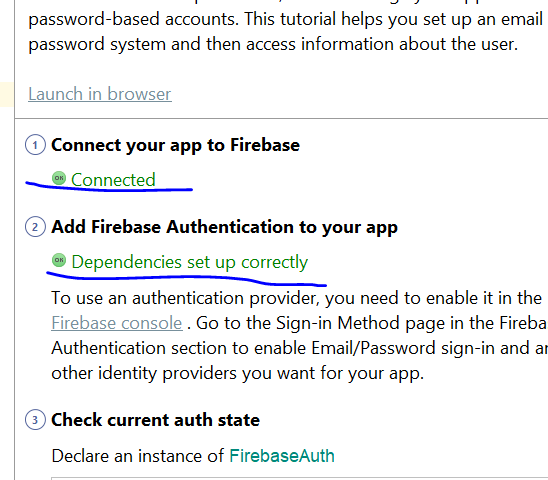 password-based accounts. This tutorial helps you set up an email
password system and then access information about the user.
Launch in browser
1 Connect your app to Firebase
OK Connected
2 Add Firebase Authentication to your app
OK Dependencies set up correctly
To use an authentication provider, you need to enable it in the
Firebase console . Go to the Sign-in Method page in the Fireba
Authentication section to enable Email/Password sign-in and an
other identity providers you want for your app.
3 Check current auth state
Declare an instance of FirebaseAuth